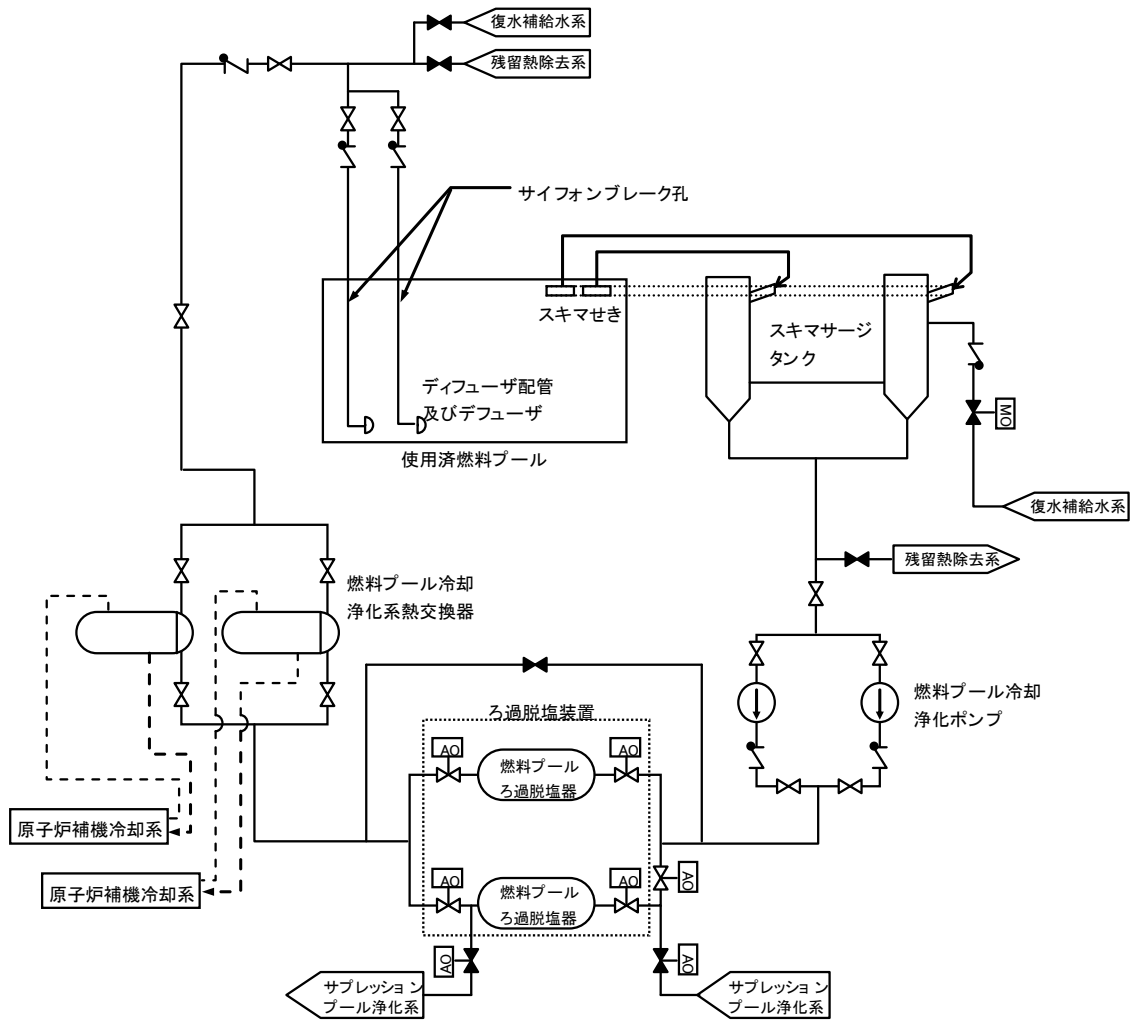 復水補給水系
残留熱除去系
サイフォンブレーク孔
スキマせき
スキマサージ
タンク
ディフューザ配管
及びデフューザ
使用済燃料プール
MO
復水補給水系
残留熱除去系
燃料プール冷却
浄化系熱交換器
燃料プール冷却
浄化ポンプ
ろ過脱塩装置
AO
AO
燃料プール
ろ過脱塩器
原子炉補機冷却系
原子炉補機冷却系
AO
AO
AO
燃料プール
ろ過脱塩器
AO
AO
サプレッション
プール浄化系
サプレッション
プール浄化系